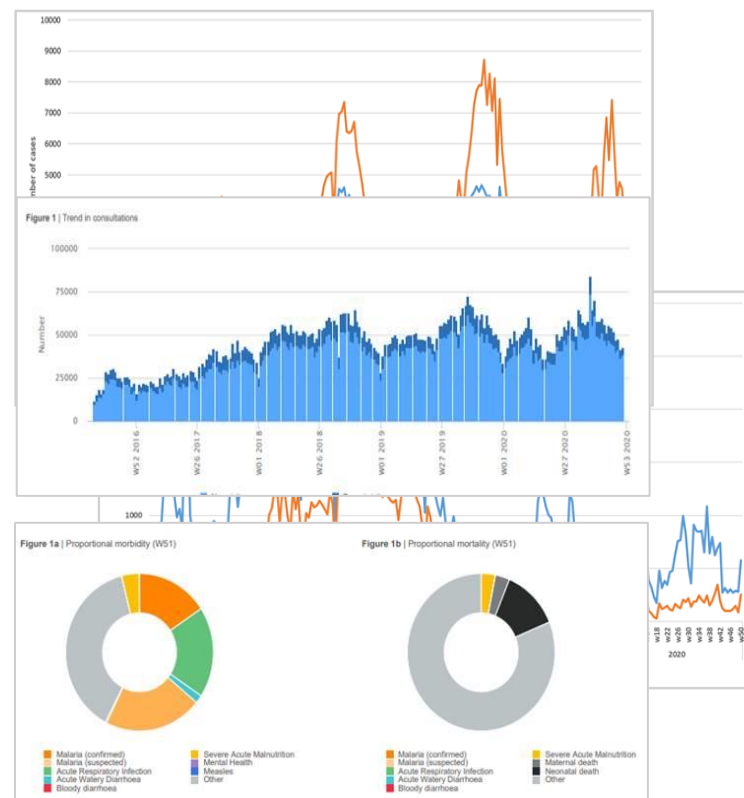 10000
9000
8000
7000
6000
5000
mber of cases
Figure 1 | Trend in consultations
100000
75000
50000
25000
0
Number
W52 2016
W26 2017
W01 2018
W26 2018
W01 2019
W27 2019
W01 2020
W27 2020
W53 2020
1000
w18
w22
w26
w30
w34
w38
w42
w46
w50
2020
Figure 1a | Proportional morbidity (W51)
Malaria (confirmed)
Malaria (suspected)
Acute Respiratory Infection
Acute Watery Diarrhoea
Bloody diarrhoea
Severe Acute Malnutrition
Mental Health
Measles
Other
Figure 1b | Proportional mortality (W51)
Malaria (confirmed)
Malaria (suspected)
Acute Respiratory Infection
Acute Watery Diarrhoea
Bloody diarrhoea
Severe Acute Malnutrition
Maternal death
Neonatal death
Other